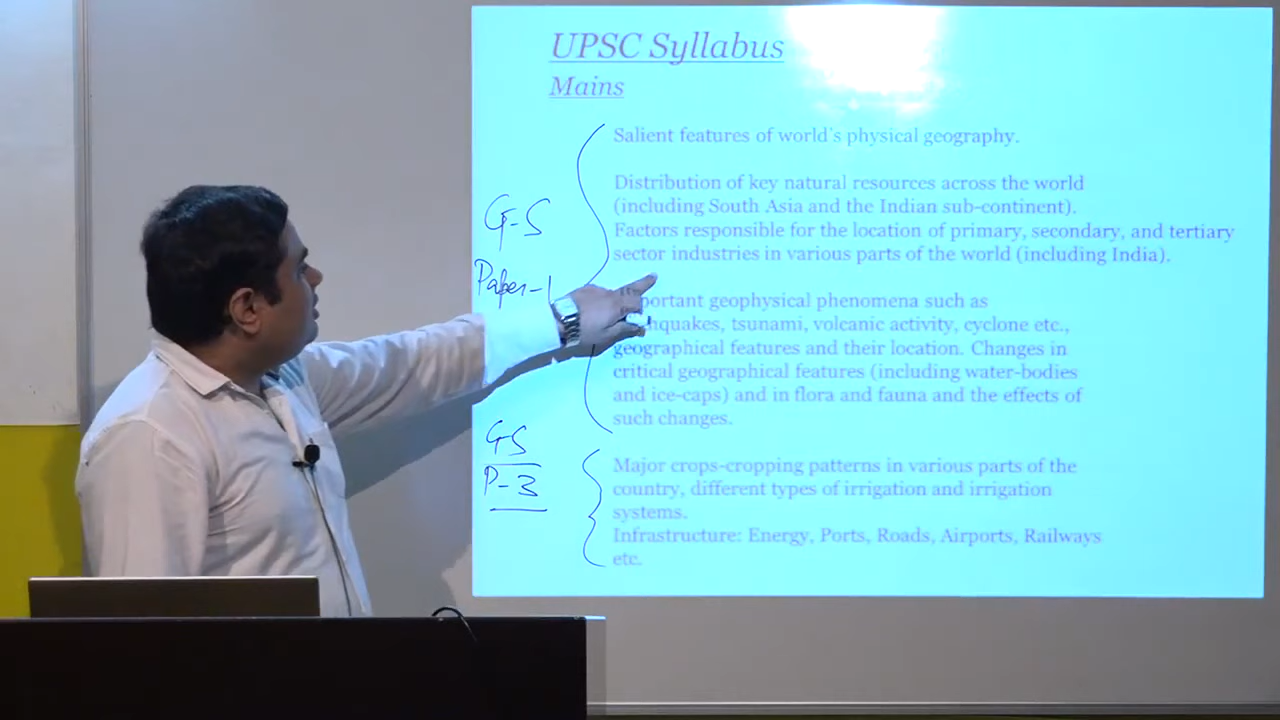 UPSC Syllabus
Mains
Salient features of world's physical geography.
Distribution of key natural resources across the world
(including South Asia and the Indian sub-continent).
Factors responsible for the location of primary, secondary, and tertiary
sector industries in various parts of the world (including India).
geophysical phenomena such as
tsunami, volcanic activity, cyclone etc.,
geographical features and their location. Changes in
critical geographical features (including water-bodies
and ice-caps) and in flora and fauna and the effects of
such changes.
Major crops-cropping patterns in various parts of the
country, different types of irrigation and irrigation
systems.
Infrastructure: Energy, Ports, Roads, Airports, Railways
etc.
G-S
Paper-1
GS
P-3